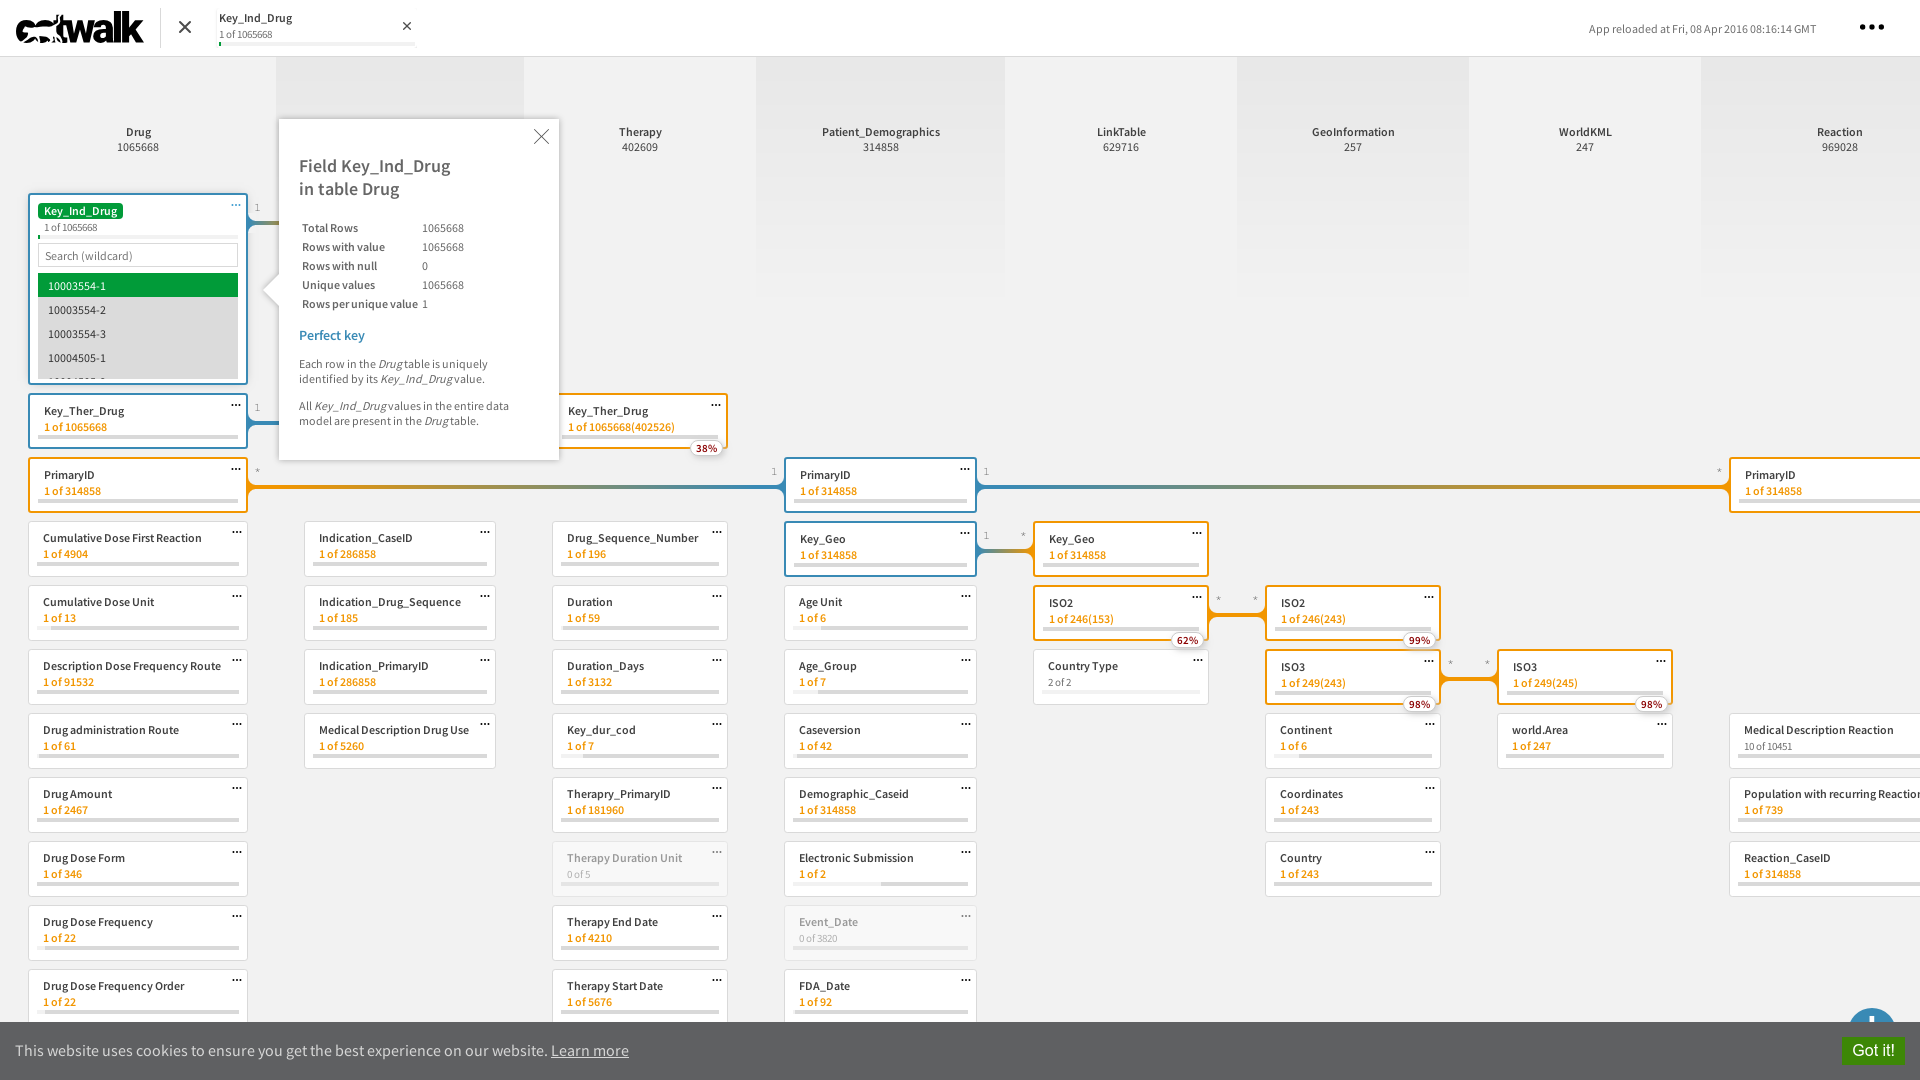 catwalk
Key_Ind_Drug
1 of 1065668
App reloaded at Fri, 08 Apr 2016 08:16:14 GMT
Drug
1065668
Therapy
402609
Patient_Demographics
314858
LinkTable
629716
GeoInformation
257
WorldKML
247
Reaction
969028
Key_Ind_Drug
1 of 1065668
Search (wildcard)
10003554-1
10003554-2
10003554-3
10004505-1
1
Field Key_Ind_Drug
in table Drug
Total Rows 1065668
Rows with value 1065668
Rows with null 0
Unique values 1065668
Rows per unique value 1
Perfect key
Each row in the Drug table is uniquely
identified by its Key_Ind_Drug value.
All Key_Ind_Drug values in the entire data
model are present in the Drug table.
Key_Ther_Drug
1 of 1065668
1
Key_Ther_Drug
1 of 1065668(402526)
38%
PrimaryID
1 of 314858
*
1
PrimaryID
1 of 314858
1
*
PrimaryID
1 of 314858
Cumulative Dose First Reaction
1 of 4904
Indication_CaseID
1 of 286858
Drug_Sequence_Number
1 of 196
Key_Geo
1 of 314858
1
*
Key_Geo
1 of 314858
Cumulative Dose Unit
1 of 13
Indication_Drug_Sequence
1 of 185
Duration
1 of 59
Age Unit
1 of 6
ISO2
1 of 246(153)
62%
*
*
ISO2
1 of 246(243)
99%
Description Dose Frequency Route
1 of 91532
Indication_PrimaryID
1 of 286858
Duration_Days
1 of 3132
Age_Group
1 of 7
Country Type
2 of 2
ISO3
1 of 249(243)
98%
*
*
ISO3
1 of 249(245)
98%
Drug administration Route
1 of 61
Medical Description Drug Use
1 of 5260
Key_dur_cod
1 of 7
Caseversion
1 of 42
Continent
1 of 6
world.Area
1 of 247
Medical Description Reaction
10 of 10451
Drug Amount
1 of 2467
Therapry_PrimaryID
1 of 181960
Demographic_Caseid
1 of 314858
Coordinates
1 of 243
Population with recurring Reaction
1 of 739
Drug Dose Form
1 of 346
Therapy Duration Unit
0 of 5
Electronic Submission
1 of 2
Country
1 of 243
Reaction_CaseID
1 of 314858
Drug Dose Frequency
1 of 22
Therapy End Date
1 of 4210
Event_Date
0 of 3820
Drug Dose Frequency Order
1 of 22
Therapy Start Date
1 of 5676
FDA_Date
1 of 92
This website uses cookies to ensure you get the best experience on our website. Learn more
Got it!